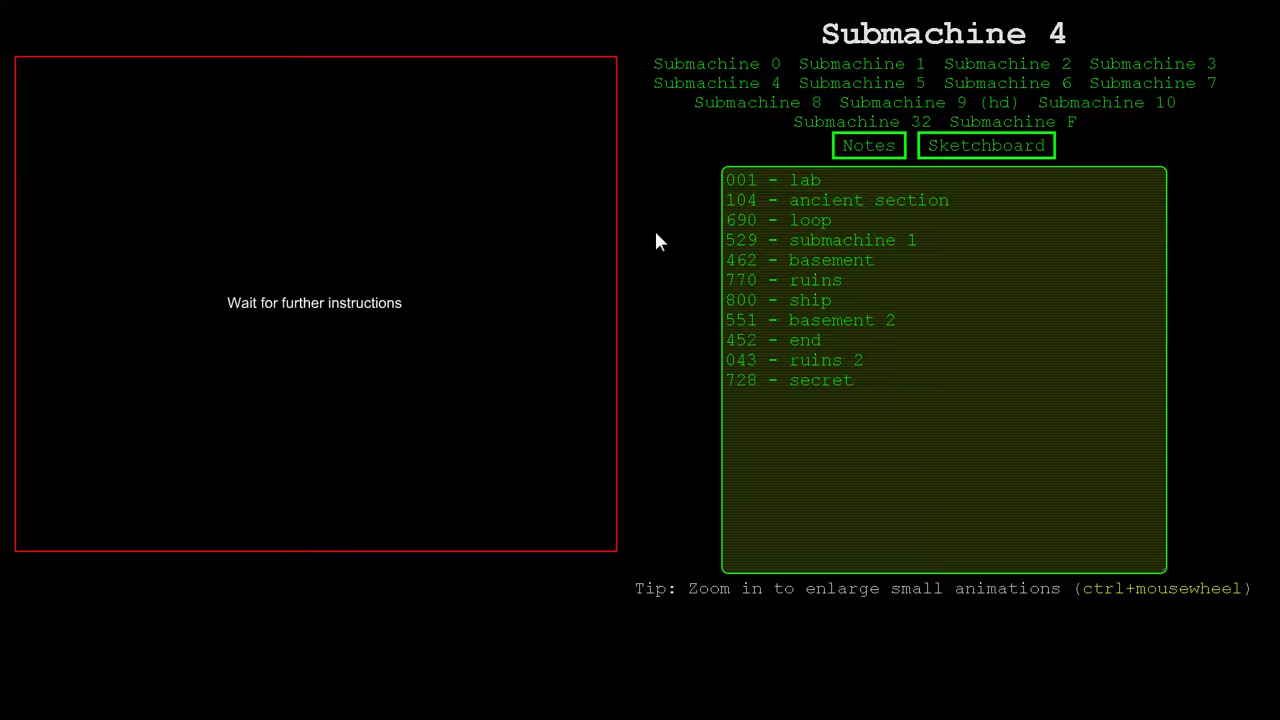 Wait for further instructions
Submachine 4
Submachine 0 Submachine 1 Submachine 2 Submachine 3
Submachine 4 Submachine 5 Submachine 6 Submachine 7
Submachine 8 Submachine 9 (hd) Submachine 10
Submachine 32 Submachine F
Notes Sketchboard
001 - lab
104 - ancient section
690 - loop
529 - submachine 1
462 - basement
770 - ruins
800 - ship
551 - basement 2
452 - end
043 - ruins 2
728 - secret
Tip: Zoom in to enlarge small animations (ctrl+mousewheel)